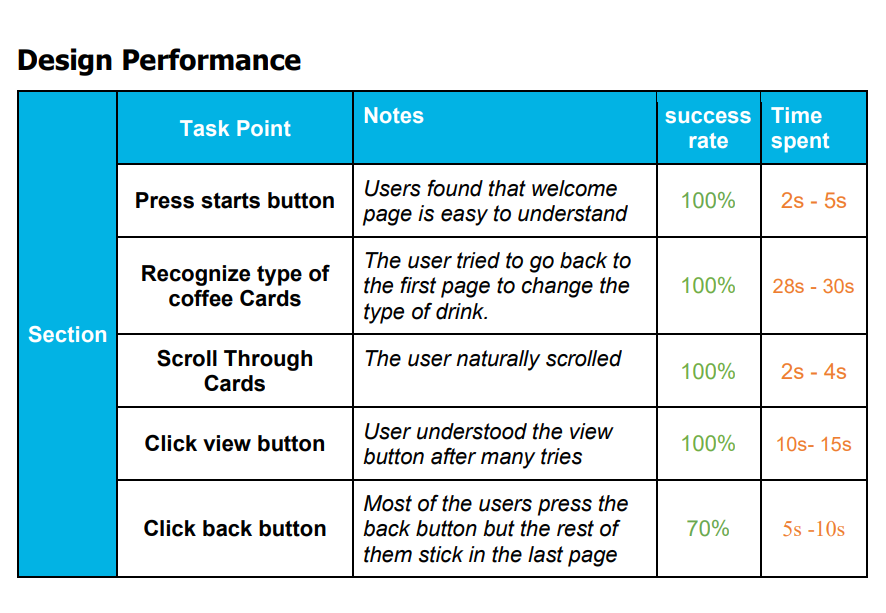 Design Performance
Section
Task Point
Notes
success
rate
Time
spent
Press starts button
Users found that welcome
page is easy to understand
100%
2s - 5s
Recognize type of
coffee Cards
The user tried to go back to
the first page to change the
type of drink.
100%
28s - 30s
Scroll Through
Cards
The user naturally scrolled
100%
2s - 4s
Click view button
User understood the view
button after many tries
100%
10s- 15s
Click back button
Most of the users press the
back button but the rest of
them stick in the last page
70%
5s -10s